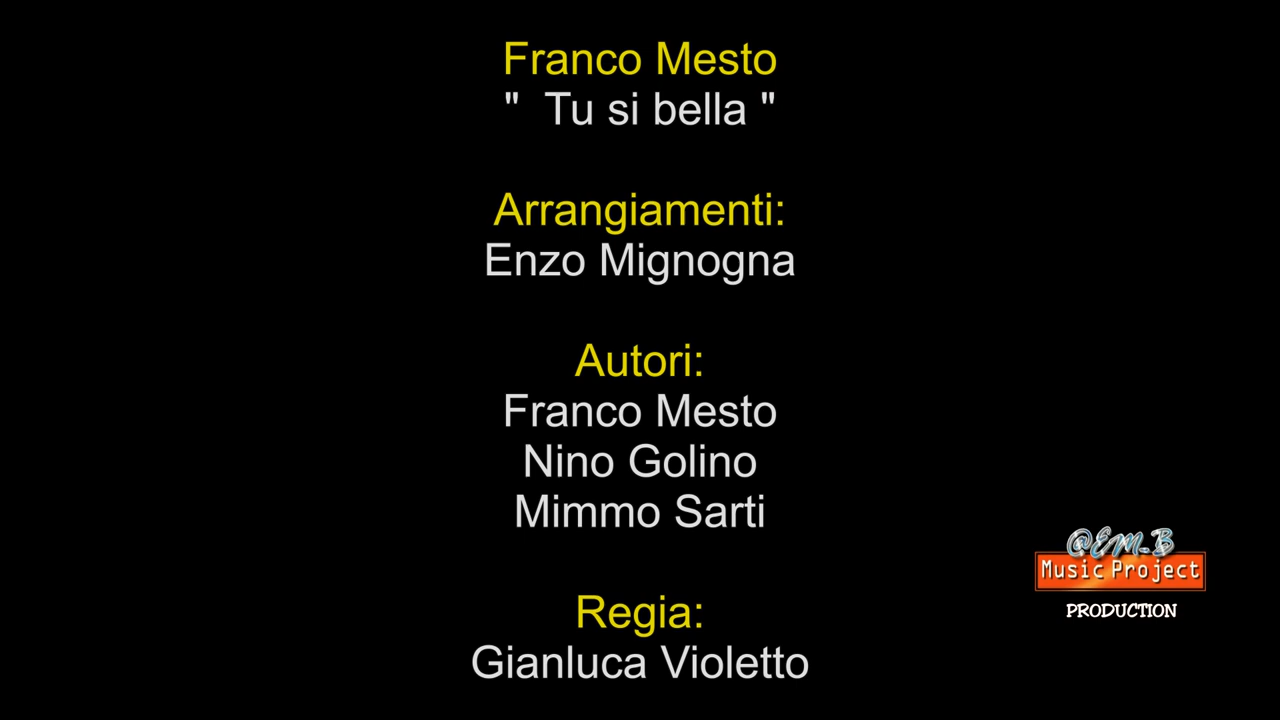 Franco Mesto
" Tu si bella "
Arrangiamenti:
Enzo Mignogna
Autori:
Franco Mesto
Nino Golino
Mimmo Sarti
@EM-B
Music Project
PRODUCTION
Regia:
Gianluca Violetto